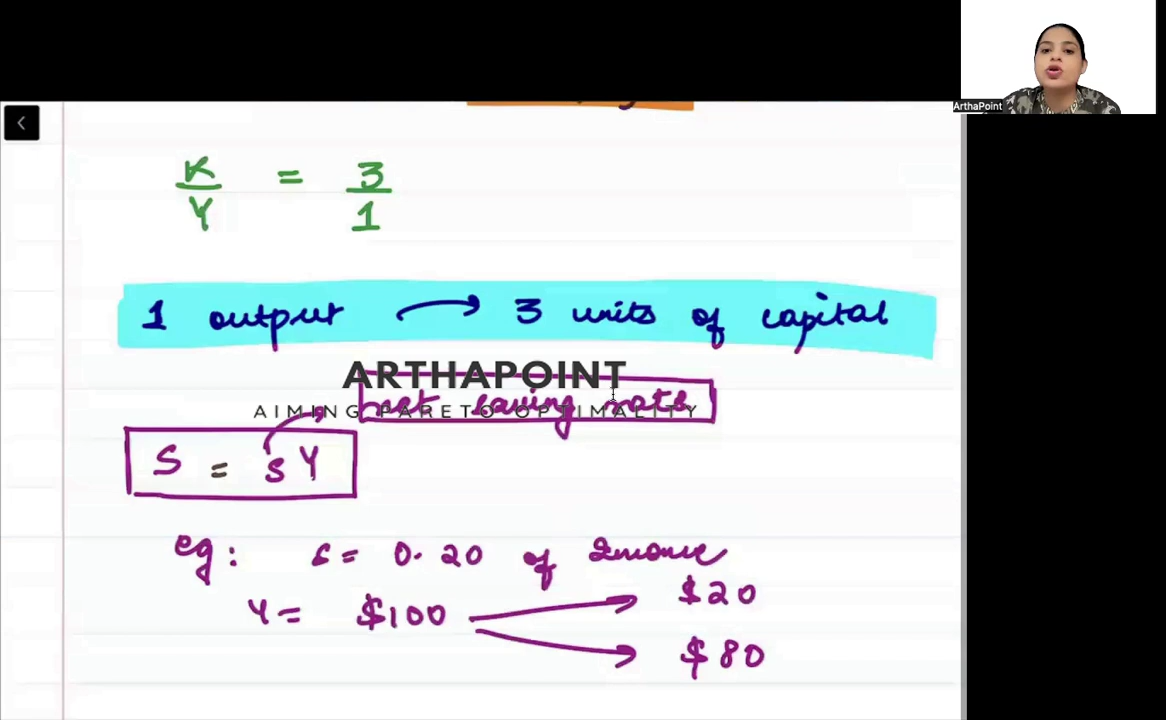 ArthaPoint
K/Y = 3/1
1 output → 3 units of capital
ARTHAPOINT
net saving rate
AIMING PARETO OPTIMALITY
S = sY
eg: s = 0.20 of Income
$20
Y = $100
$80